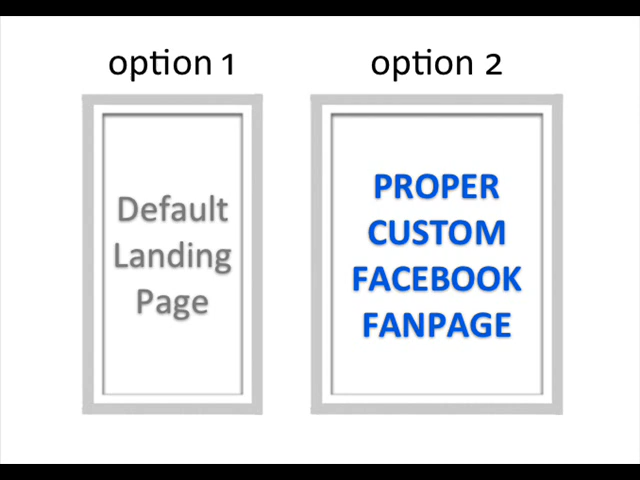 option 1
option 2
Default
Landing
Page
PROPER
CUSTOM
FACEBOOK
FANPAGE